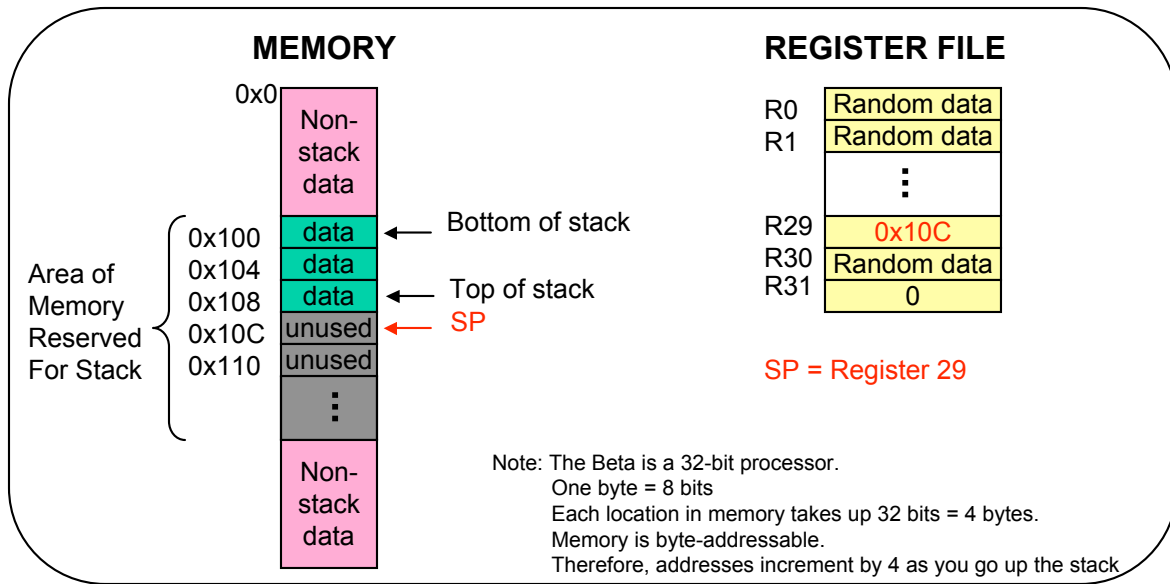 MEMORY
0x0
Non-
stack
data
0x100
data
Bottom of stack
0x104
data
0x108
data
Top of stack
0x10C
unused
SP
0x110
unused
Non-
stack
data
Area of
Memory
Reserved
For Stack
REGISTER FILE
R0
Random data
R1
Random data
R29
0x10C
R30
Random data
R31
0
SP = Register 29
Note: The Beta is a 32-bit processor.
One byte = 8 bits
Each location in memory takes up 32 bits = 4 bytes.
Memory is byte-addressable.
Therefore, addresses increment by 4 as you go up the stack